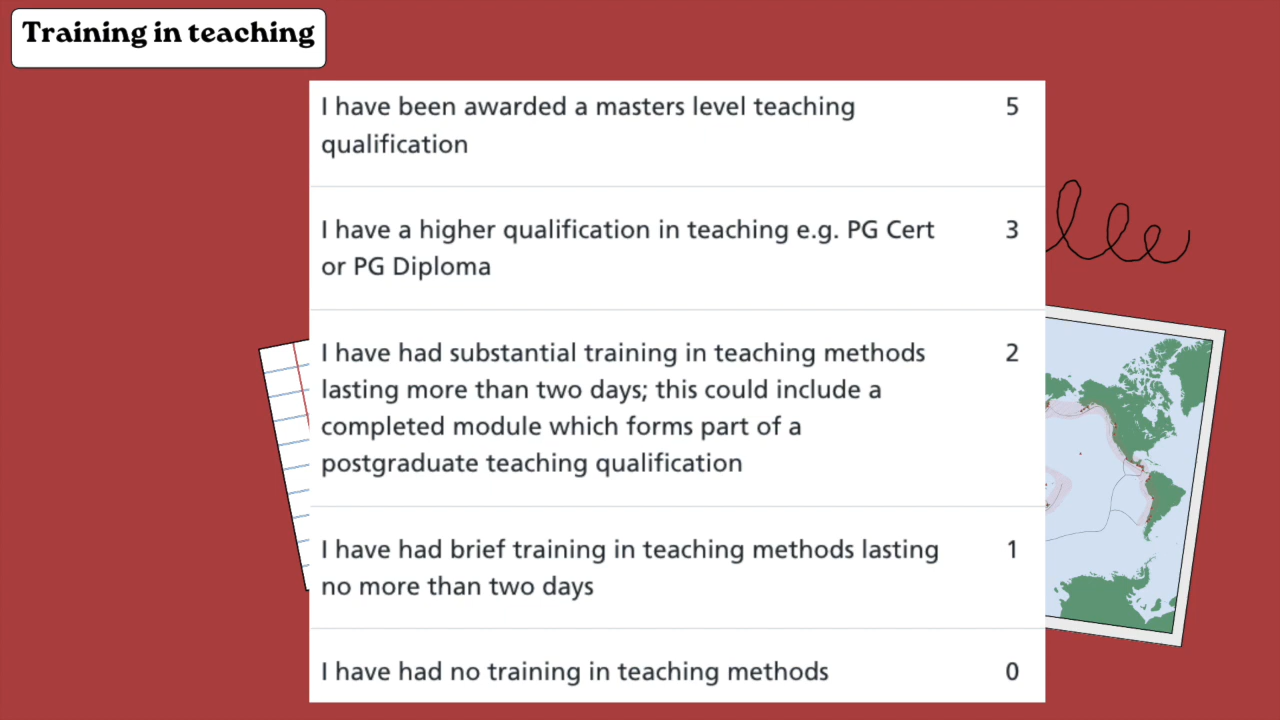 Training in teaching
I have been awarded a masters level teaching 5
qualification
I have a higher qualification in teaching e.g. PG Cert 3
or PG Diploma
I have had substantial training in teaching methods 2
lasting more than two days; this could include a
completed module which forms part of a
postgraduate teaching qualification
I have had brief training in teaching methods lasting 1
no more than two days
I have had no training in teaching methods 0